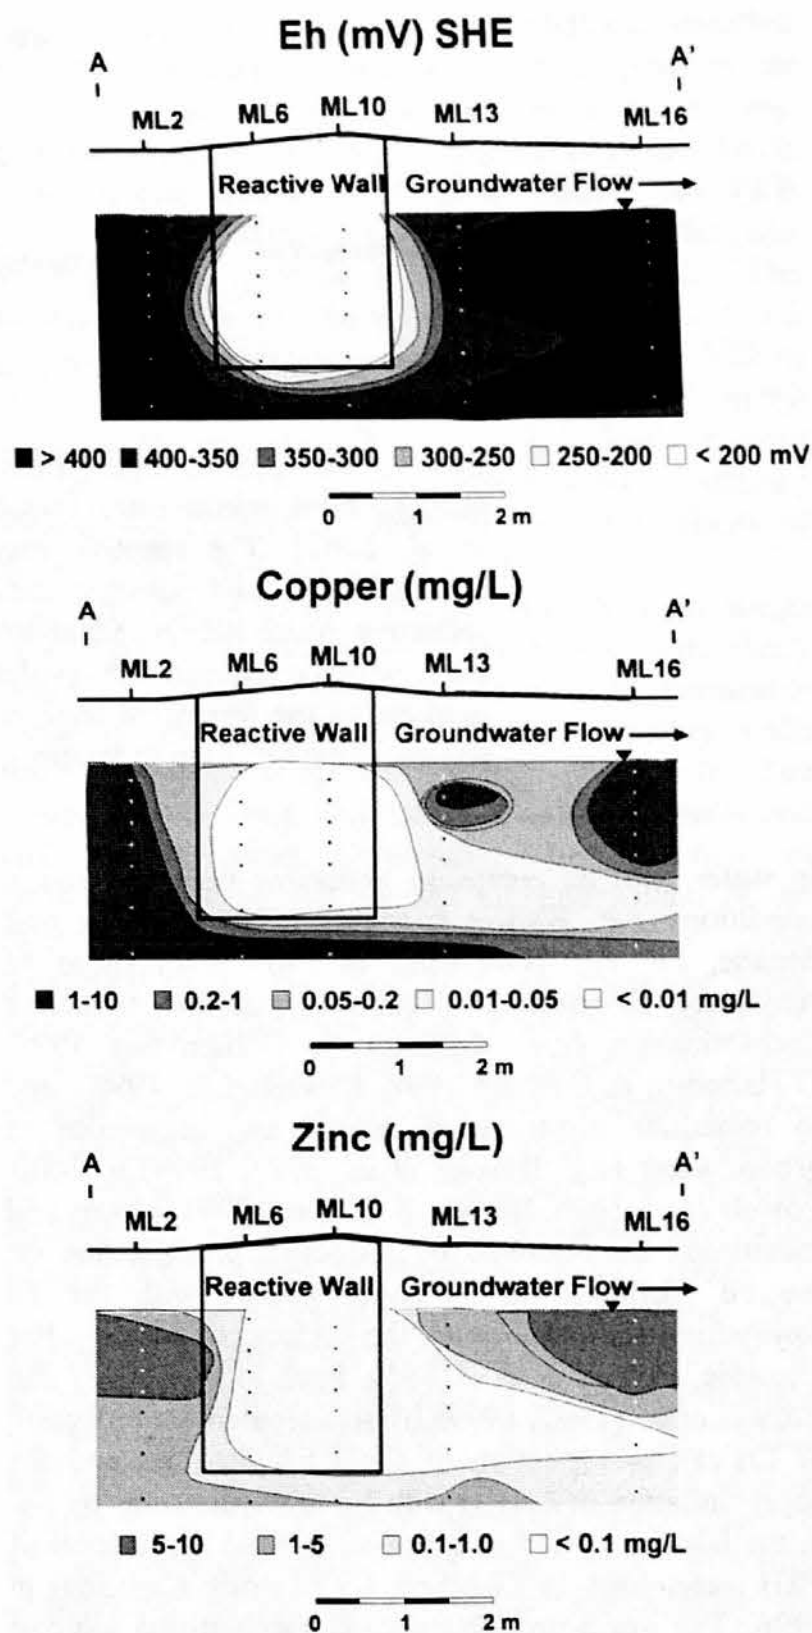 Eh (mV) SHE
A A'
ML2 ML6 ML10 ML13 ML16
Reactive Wall Groundwater Flow
> 400 400-350 350-300 300-250 250-200 < 200 mV
0 1 2 m
Copper (mg/L)
A A'
ML2 ML6 ML10 ML13 ML16
Reactive Wall Groundwater Flow
1-10 0.2-1 0.05-0.2 0.01-0.05 < 0.01 mg/L
0 1 2 m
Zinc (mg/L)
A A'
ML2 ML6 ML10 ML13 ML16
Reactive Wall Groundwater Flow
5-10 1-5 0.1-1.0 < 0.1 mg/L
0 1 2 m